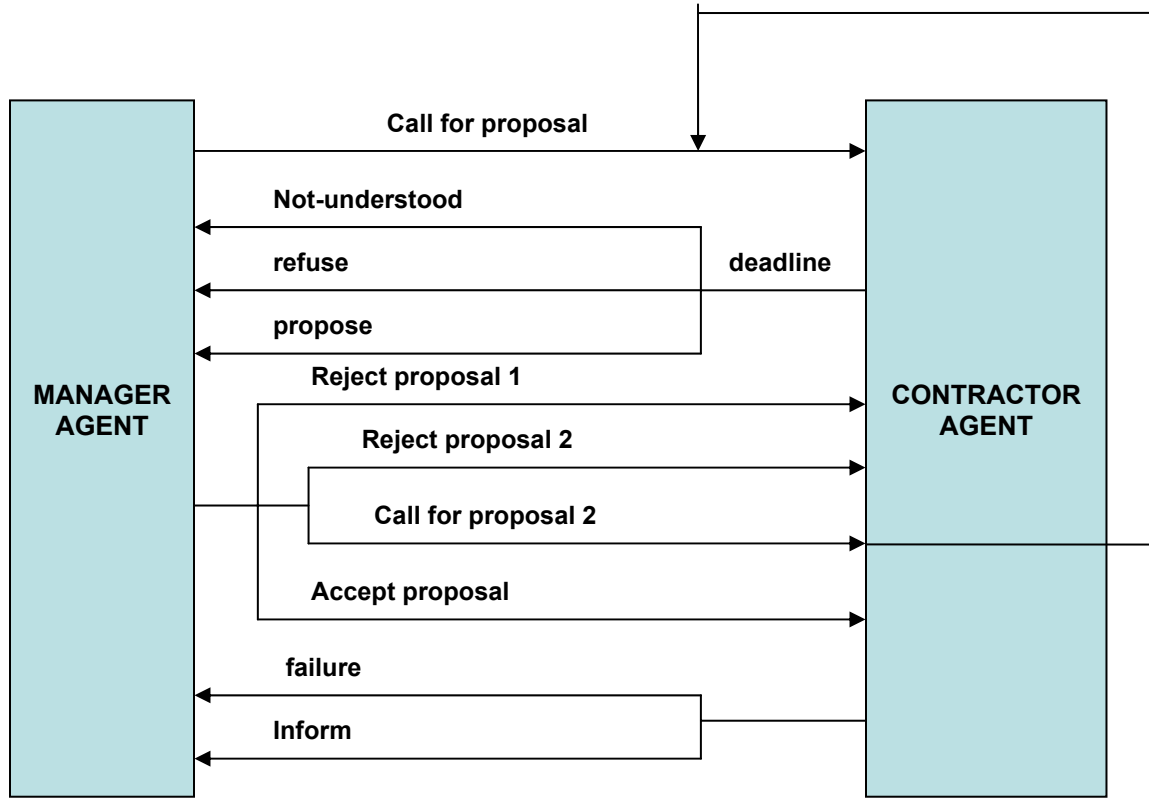 Call for proposal
Not-understood
refuse
deadline
propose
Reject proposal 1
MANAGER
AGENT
CONTRACTOR
AGENT
Reject proposal 2
Call for proposal 2
Accept proposal
failure
Inform